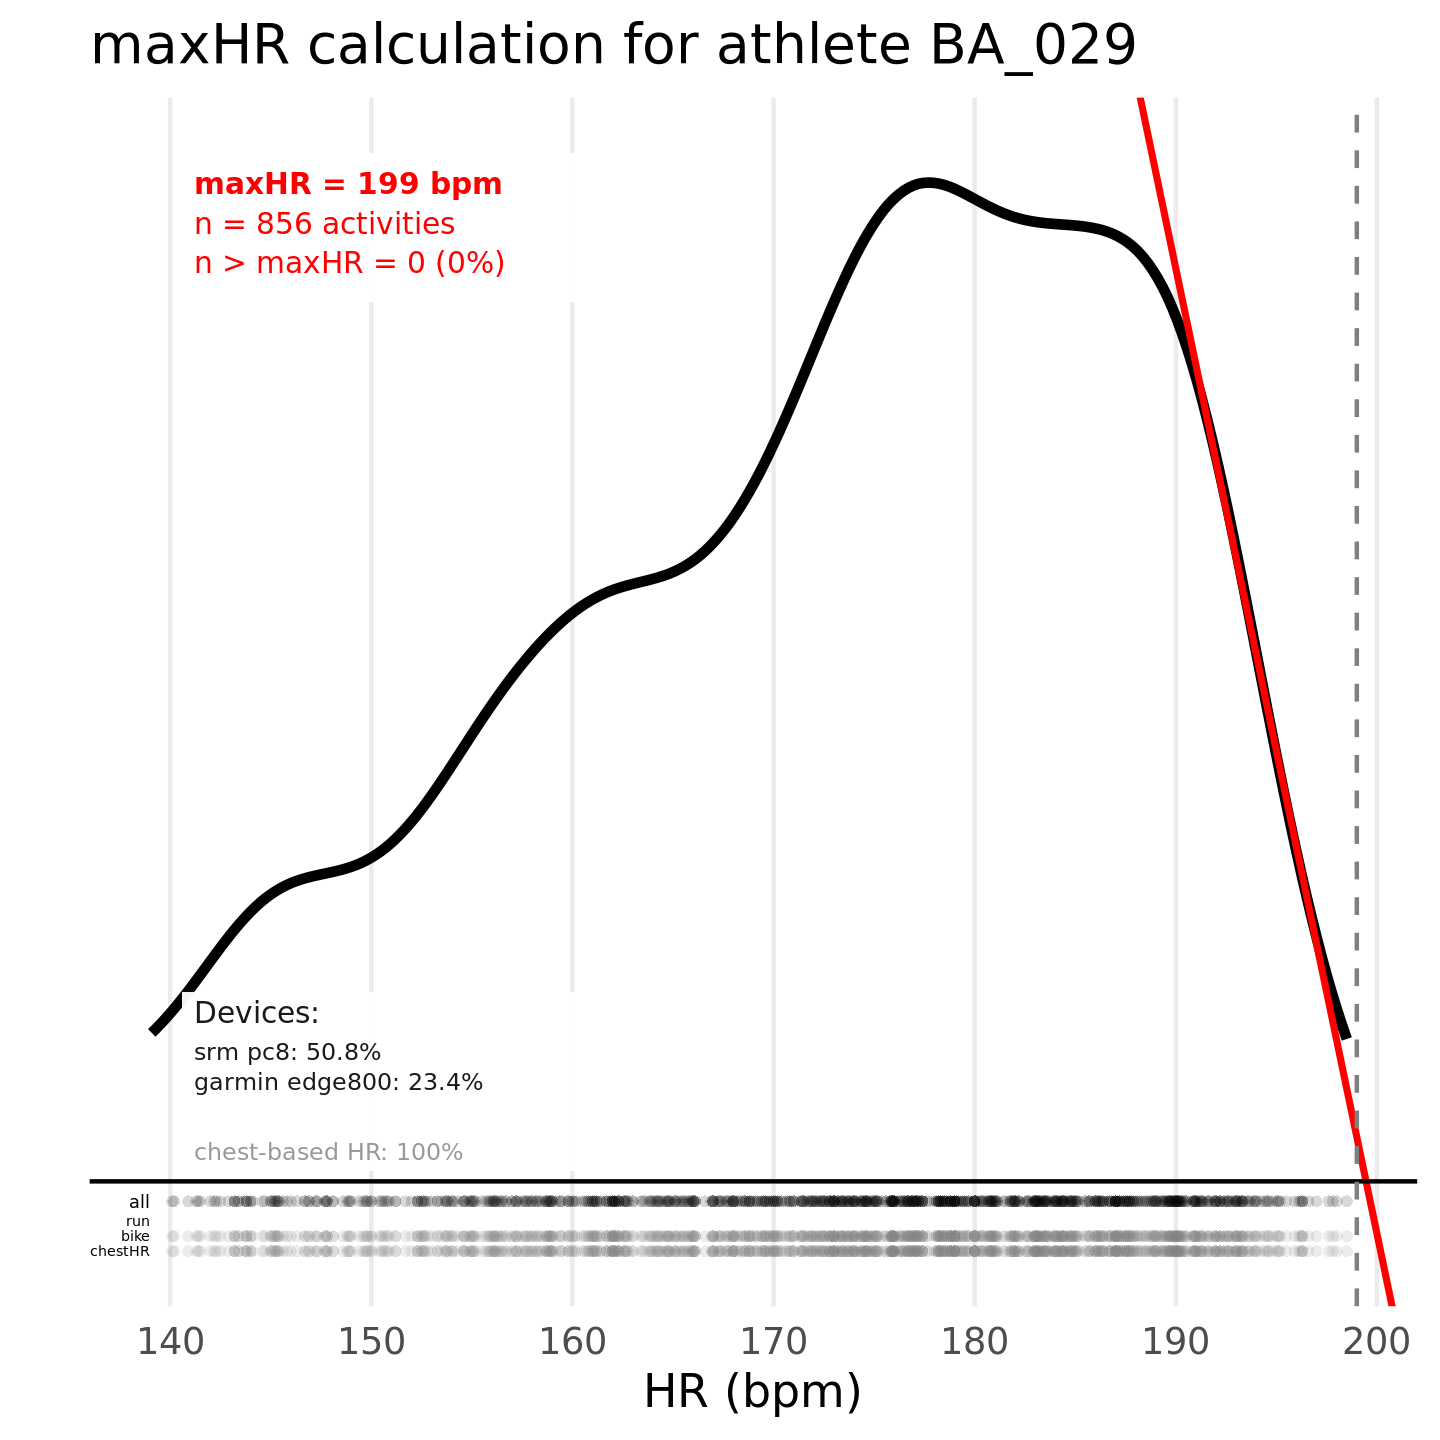 maxHR calculation for athlete BA_029
maxHR = 199 bpm
n = 856 activities
n > maxHR = 0 (0%)
Devices:
srm pc8: 50.8%
garmin edge800: 23.4%
chest-based HR: 100%
all
run
bike
chestHR
140 150 160 170 180 190 200
HR (bpm)